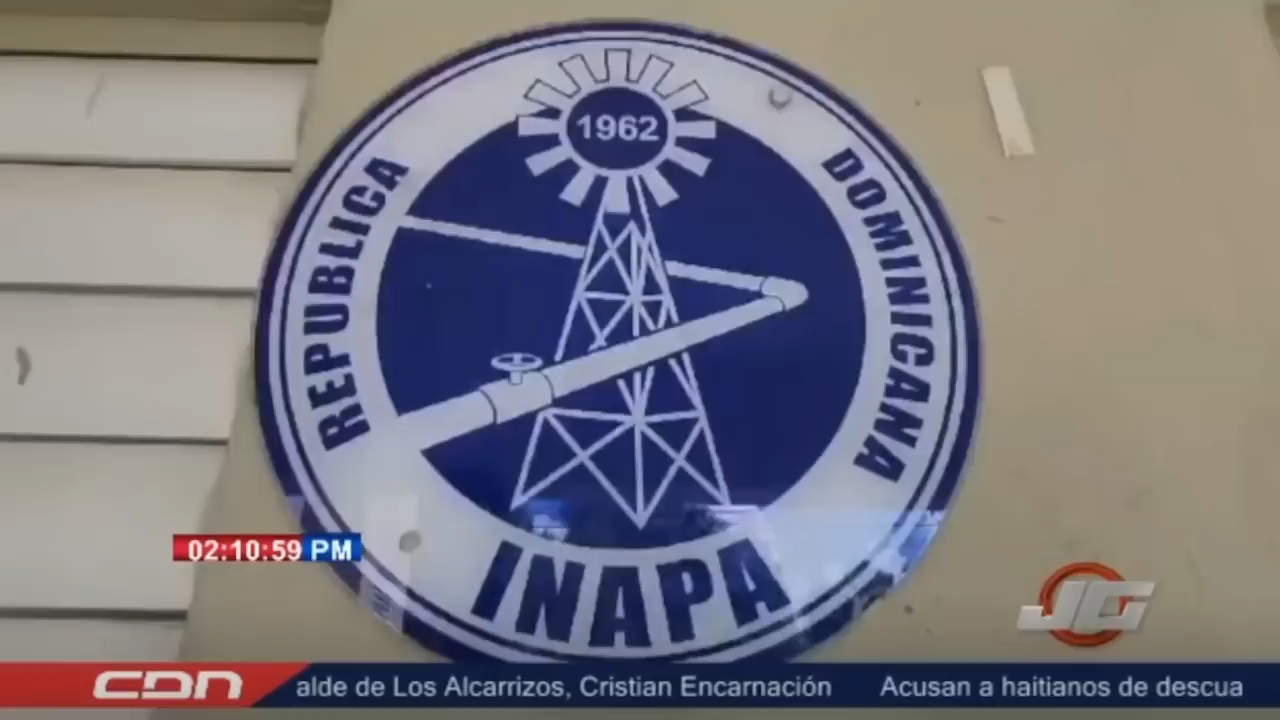 1962
REPUBLICA DOMINICANA
INAPA
02:10:59 PM
JG
CDN alde de Los Alcarrizos, Cristian Encarnación Acusan a haitianos de descua